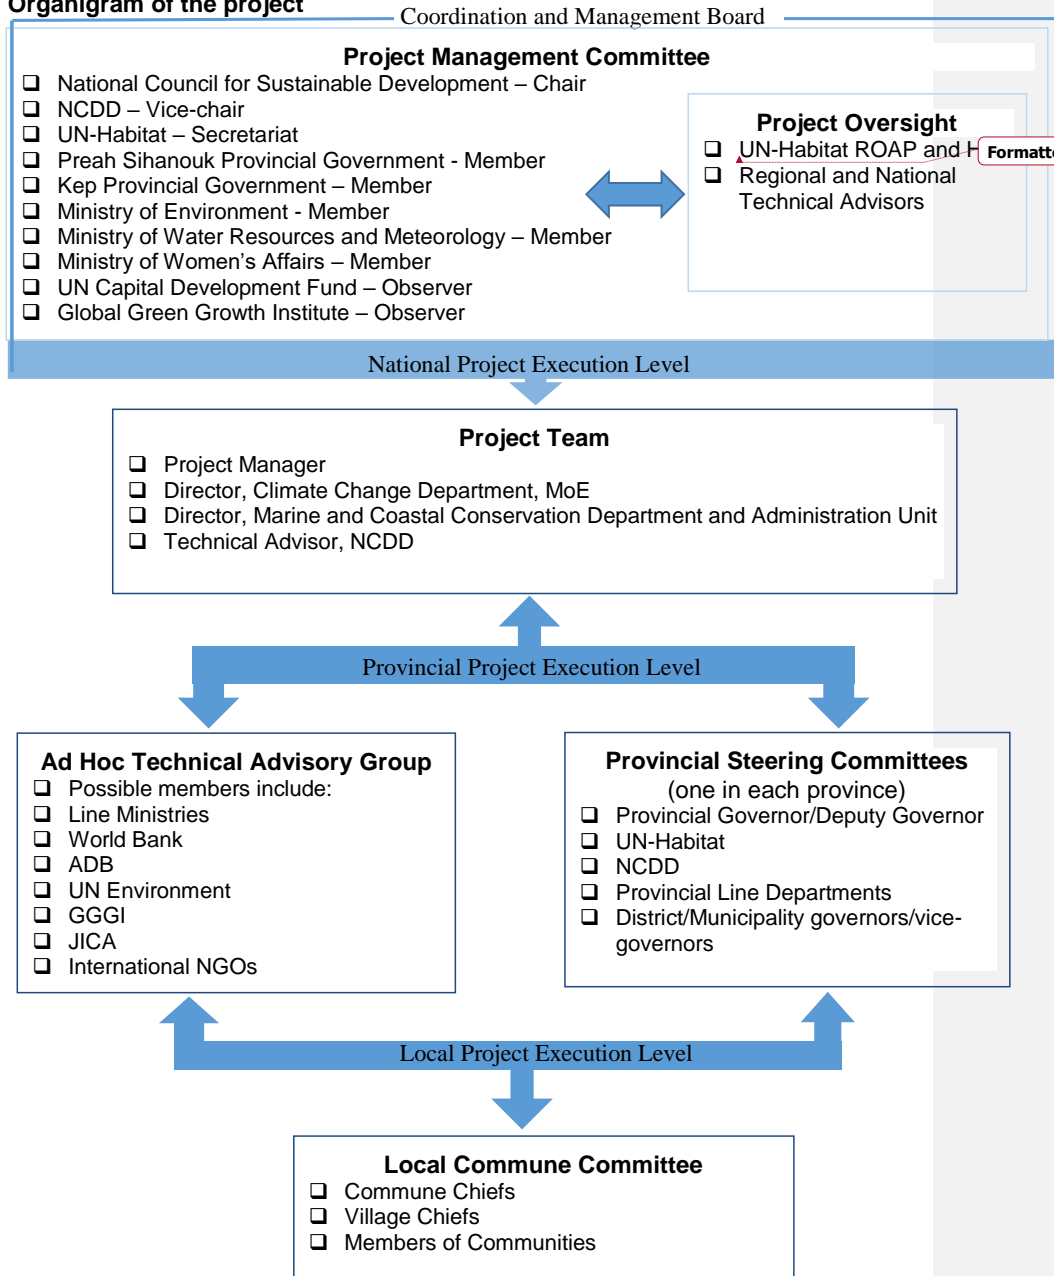 Organigram of the project
Coordination and Management Board
Project Management Committee
❑ National Council for Sustainable Development – Chair
❑ NCDD – Vice-chair
❑ UN-Habitat – Secretariat
❑ Preah Sihanouk Provincial Government - Member
❑ Kep Provincial Government – Member
❑ Ministry of Environment - Member
❑ Ministry of Water Resources and Meteorology – Member
❑ Ministry of Women’s Affairs – Member
❑ UN Capital Development Fund – Observer
❑ Global Green Growth Institute – Observer
Project Oversight
❑ UN-Habitat ROAP and
❑ Regional and National
Technical Advisors
National Project Execution Level
Project Team
❑ Project Manager
❑ Director, Climate Change Department, MoE
❑ Director, Marine and Coastal Conservation Department and Administration Unit
❑ Technical Advisor, NCDD
Provincial Project Execution Level
Ad Hoc Technical Advisory Group
❑ Possible members include:
❑ Line Ministries
❑ World Bank
❑ ADB
❑ UN Environment
❑ GGGI
❑ JICA
❑ International NGOs
Provincial Steering Committees
(one in each province)
❑ Provincial Governor/Deputy Governor
❑ UN-Habitat
❑ NCDD
❑ Provincial Line Departments
❑ District/Municipality governors/vice-
governors
Local Project Execution Level
Local Commune Committee
❑ Commune Chiefs
❑ Village Chiefs
❑ Members of Communities